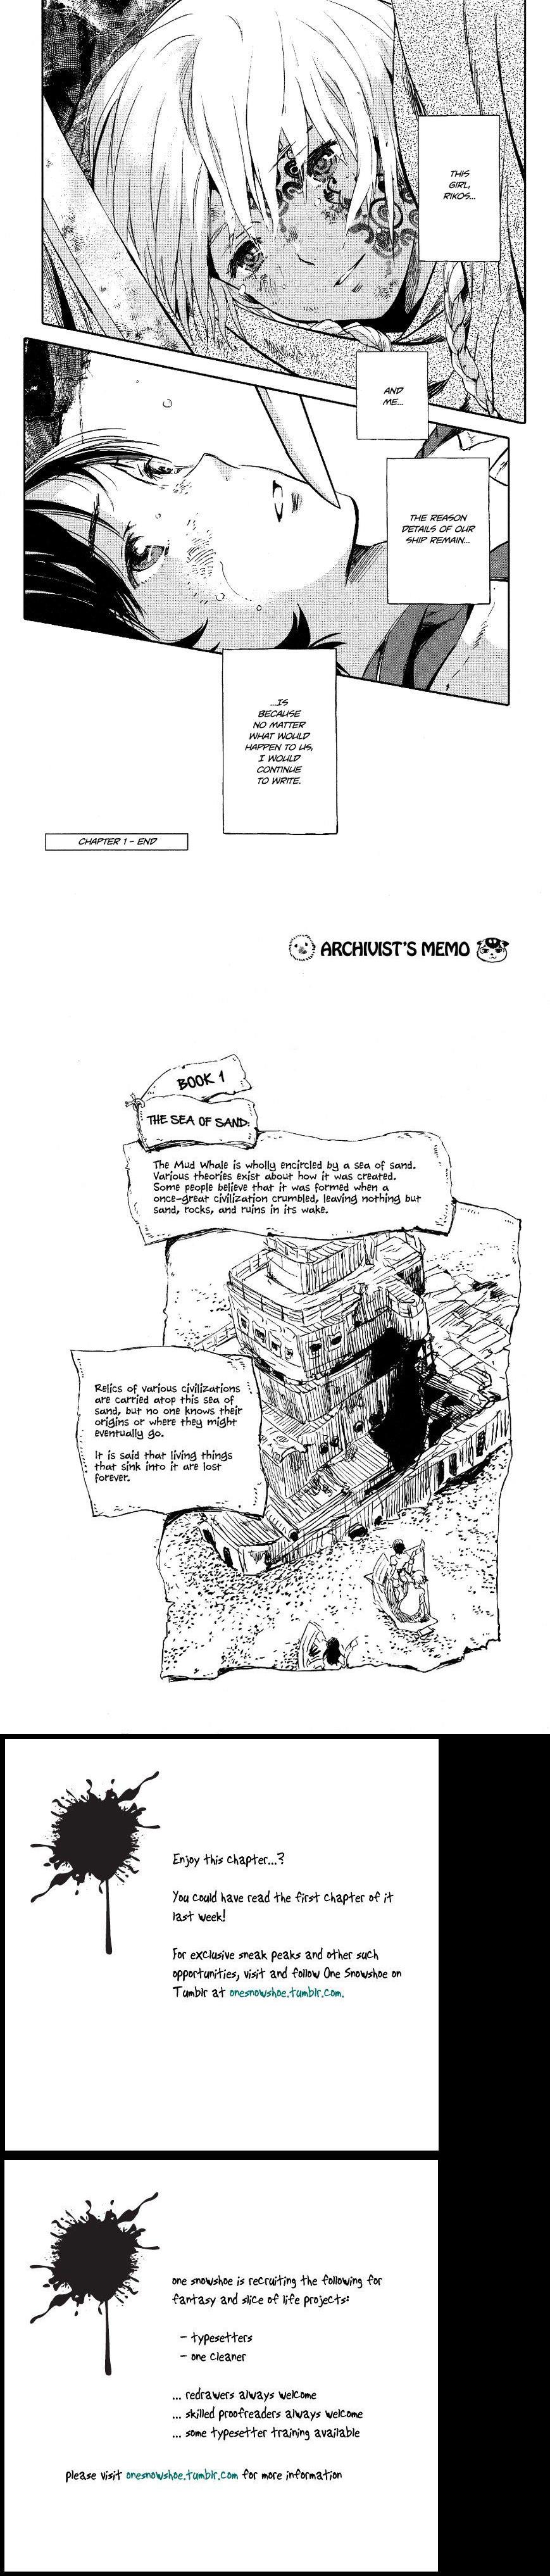 THIS
GIRL,
RIKOS...
AND
ME...
THE REASON
DETAILS OF OUR
SHIP REMAIN...
...IS
BECAUSE
NO MATTER
WHAT WOULD
HAPPEN TO US,
I WOULD
CONTINUE
TO WRITE.
CHAPTER 1 - END
ARCHIVIST'S MEMO
BOOK 1
THE SEA OF SAND:
The Mud Whale is wholly encircled by a sea of sand.
Various theories exist about how it was created.
Some people believe that it was formed when a
once-great civilization crumbled, leaving nothing but
sand, rocks, and ruins in its wake.
Relics of various civilizations
are carried atop this sea of
sand, but no one knows their
origins or where they might
eventually go.
It is said that living things
that sink into it are lost
forever.
Enjoy this chapter...?
You could have read the first chapter of it
last week!
For exclusive sneak peaks and other such
opportunities, visit and follow One Snowshoe on
Tumblr at onesnowshoe.tumblr.com.
one snowshoe is recruiting the following for
fantasy and slice of life projects:
- typesetters
- one cleaner
... redrawers always welcome
... skilled proofreaders always welcome
... some typesetter training available
please visit onesnowshoe.tumblr.com for more information